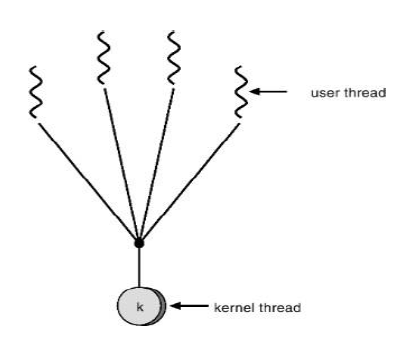 user thread
k
kernel thread